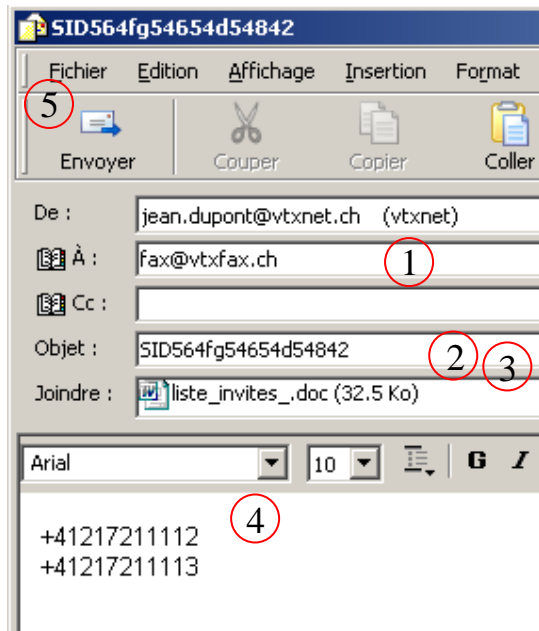 SID564fg54654d54842
Fichier Edition Affichage Insertion Format
5
Envoyer Couper Copier Coller
De : jean.dupont@vtxnet.ch (vtxnet)
À : fax@vtxfax.ch 1
Cc :
Objet : SID564fg54654d54842 2 3
Joindre : liste_invites_.doc (32.5 Ko)
Arial 10 G I
4
+41217211112
+41217211113